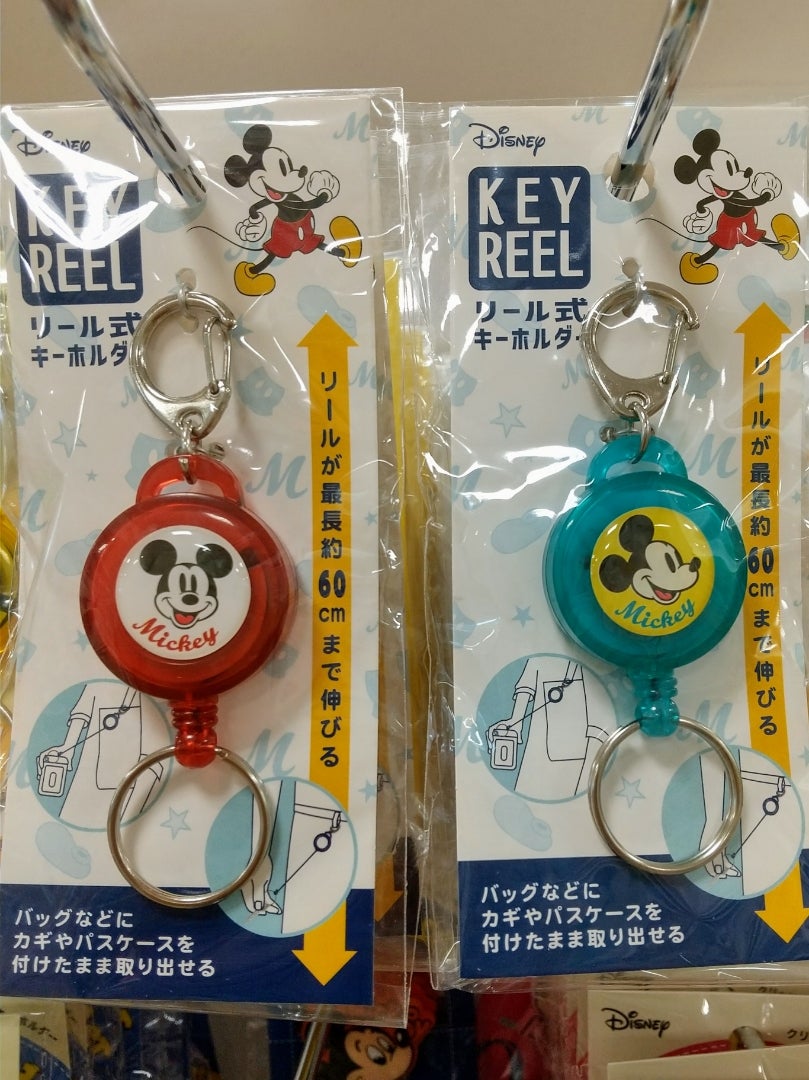 Disney
KEY
REEL
リール式
キーホルダ
リールが最長約60cmまで伸びる
Mickey
バッグなどに
カギやパスケースを
付けたまま取り出せる
Disney
KEY
REEL
リール式
キーホルダー
リールが最長約60cmまで伸びる
Mickey
バッグなどに
カギやパスケースを
付けたまま取り出せる
Disney